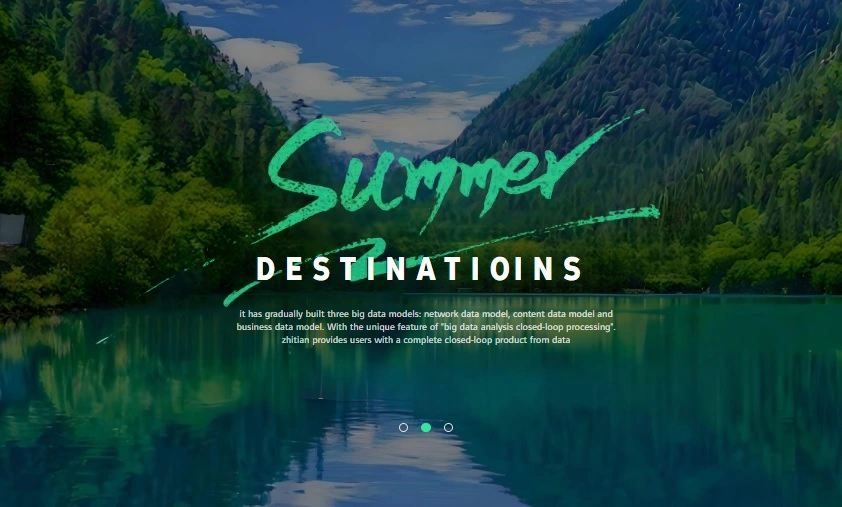 Summer
DESTINATIOINS
it has gradually built three big data models: network data model, content data model and
business data model. With the unique feature of "big data analysis closed-loop processing".
zhitian provides users with a complete closed-loop product from data